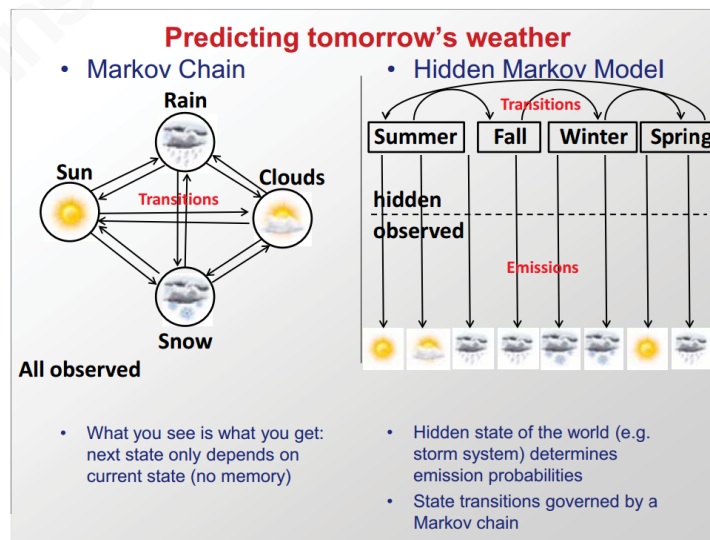 Predicting tomorrow's weather
• Markov Chain
Rain
Sun
Clouds
Transitions
Snow
All observed
• What you see is what you get:
next state only depends on
current state (no memory)
• Hidden Markov Model
Transitions
Summer
Fall
Winter
Spring
hidden
observed
Emissions
• Hidden state of the world (e.g.
storm system) determines
emission probabilities
• State transitions governed by a
Markov chain